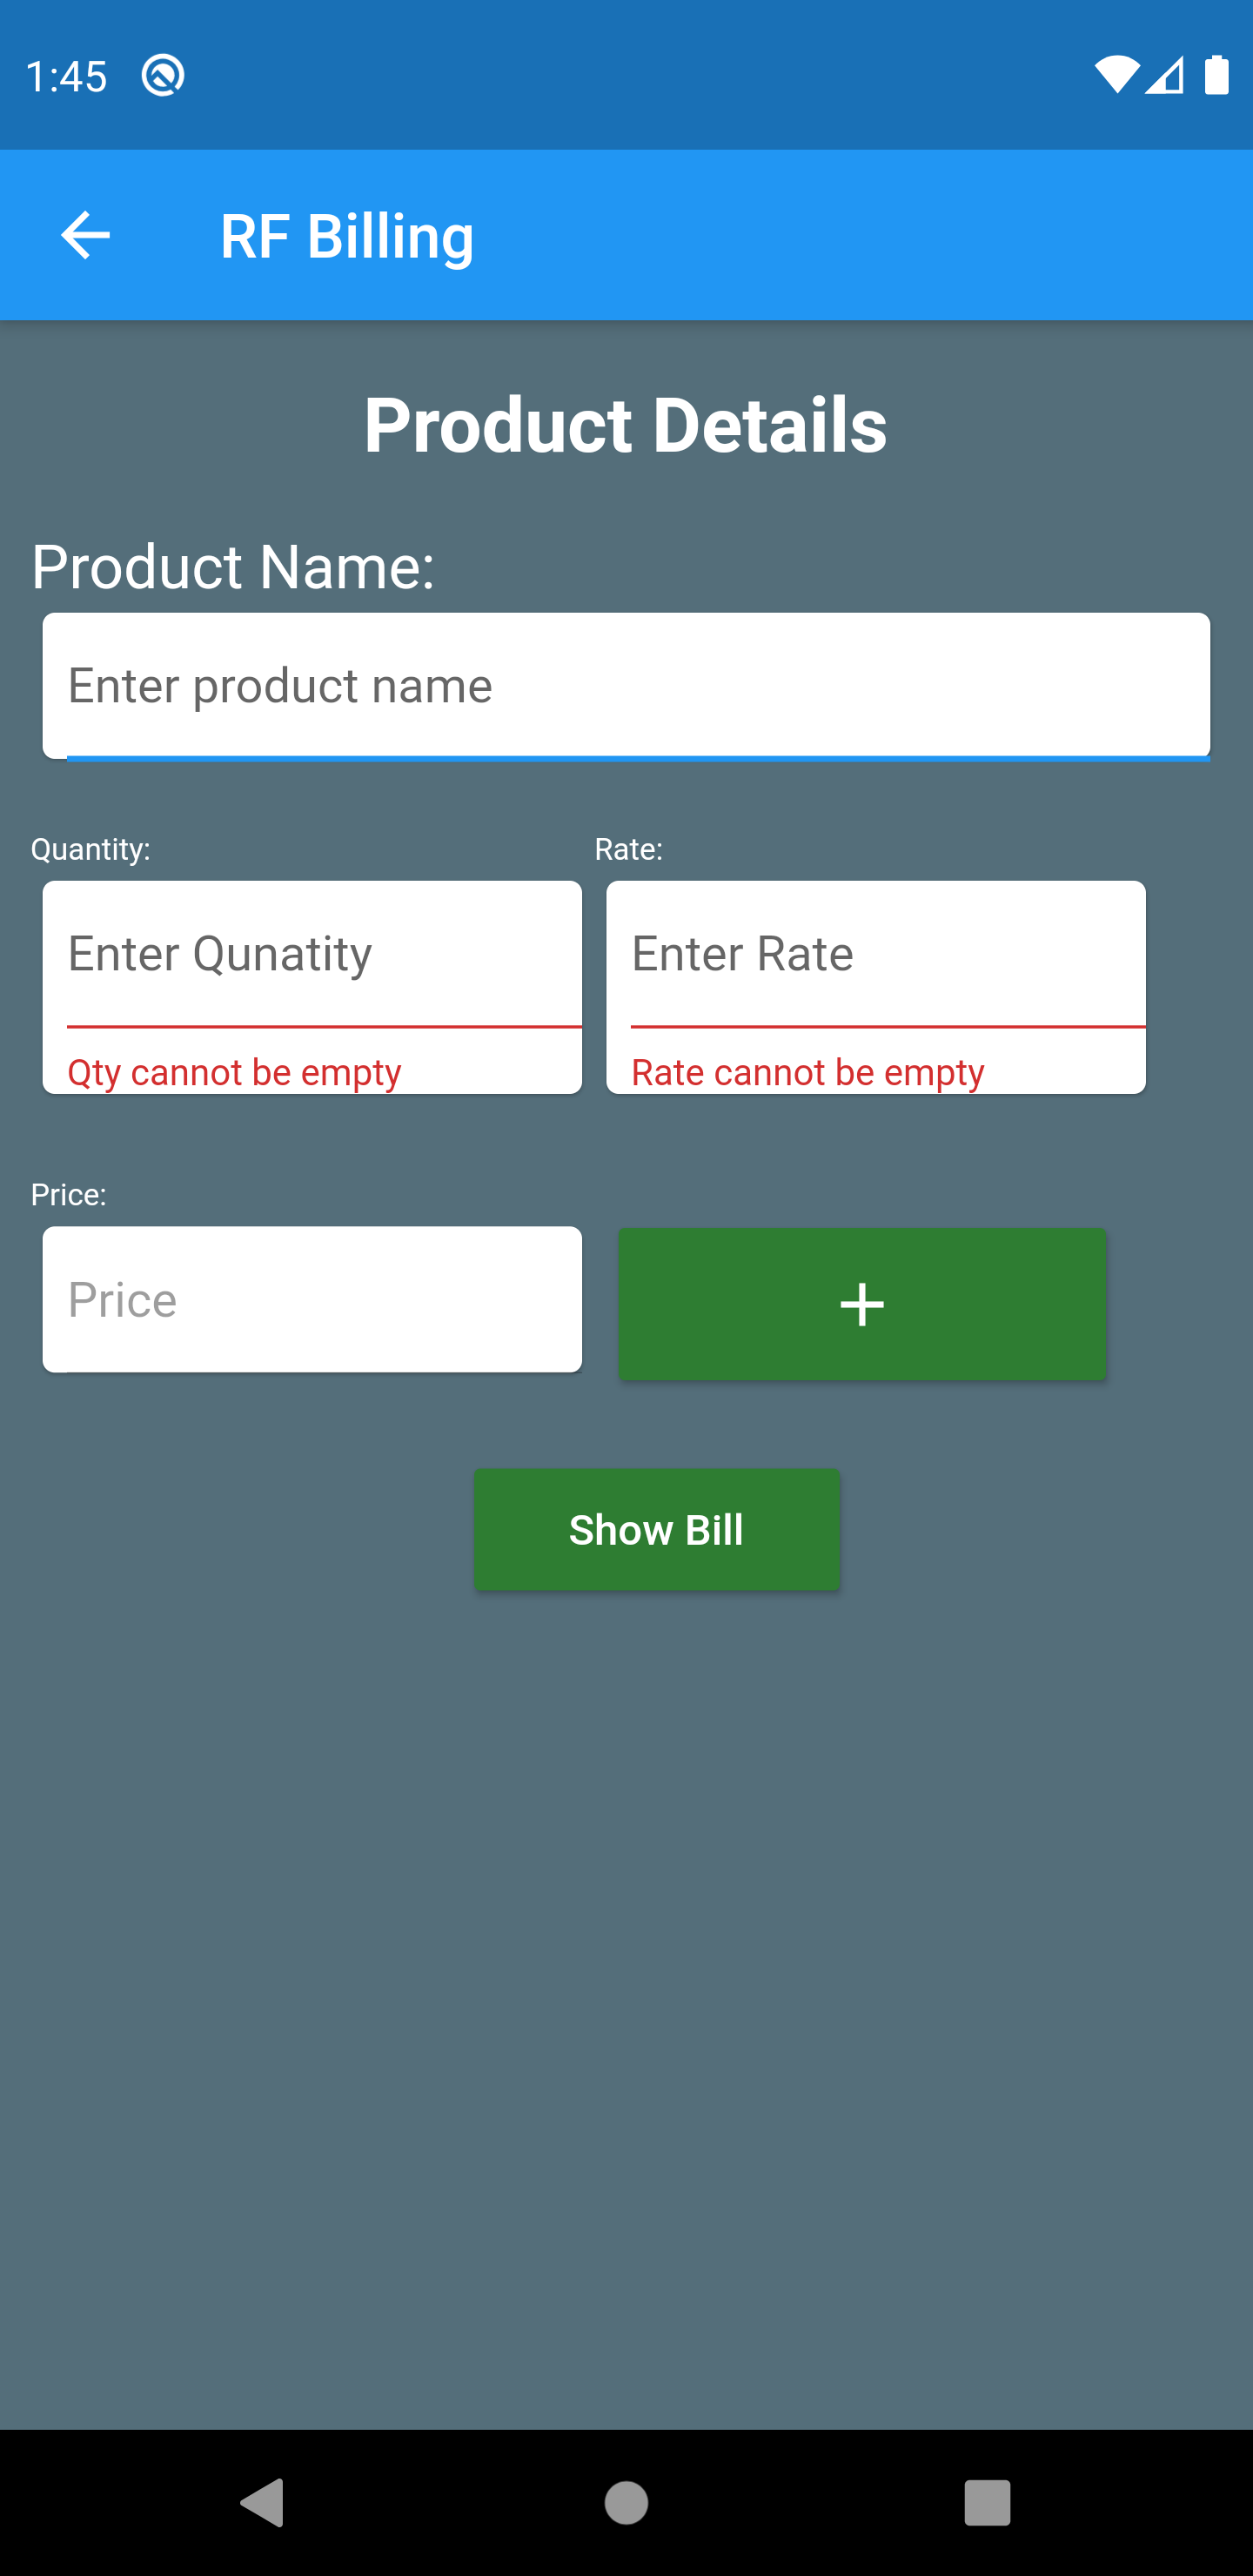 1:45
RF Billing
Product Details
Product Name:
Enter product name
Quantity: Rate:
Enter Qunatity Enter Rate
Qty cannot be empty Rate cannot be empty
Price:
Price
Show Bill